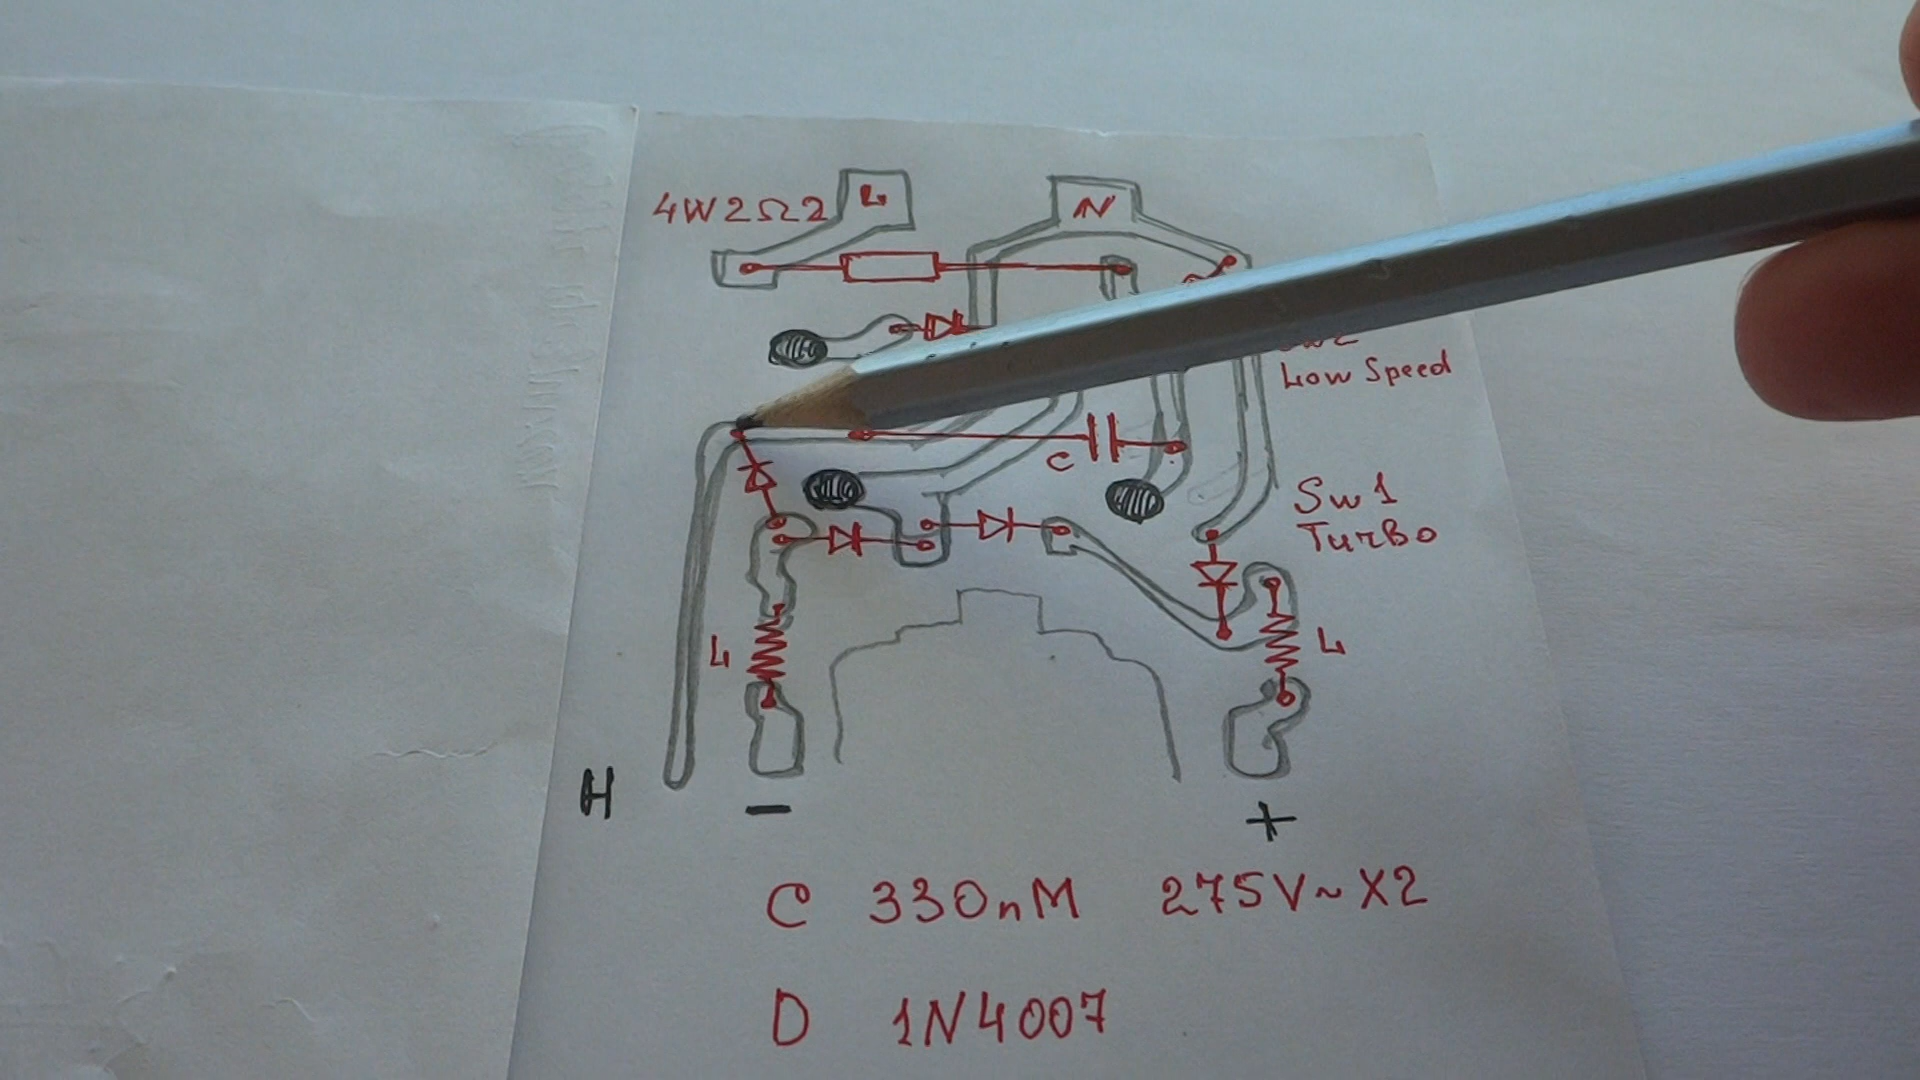 L
N
4W2Ω2
Low Speed
C
Sw1
Turbo
L
L
H
−
+
C 330nM 275V~X2
D 1N4007